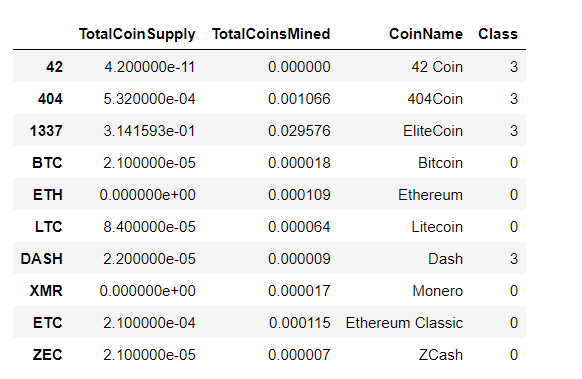 TotalCoinSupply TotalCoinsMined CoinName Class
42 4.200000e-11 0.000000 42 Coin 3
404 5.320000e-04 0.001066 404Coin 3
1337 3.141593e-01 0.029576 EliteCoin 3
BTC 2.100000e-05 0.000018 Bitcoin 0
ETH 0.000000e+00 0.000109 Ethereum 0
LTC 8.400000e-05 0.000064 Litecoin 0
DASH 2.200000e-05 0.000009 Dash 3
XMR 0.000000e+00 0.000017 Monero 0
ETC 2.100000e-04 0.000115 Ethereum Classic 0
ZEC 2.100000e-05 0.000007 ZCash 0